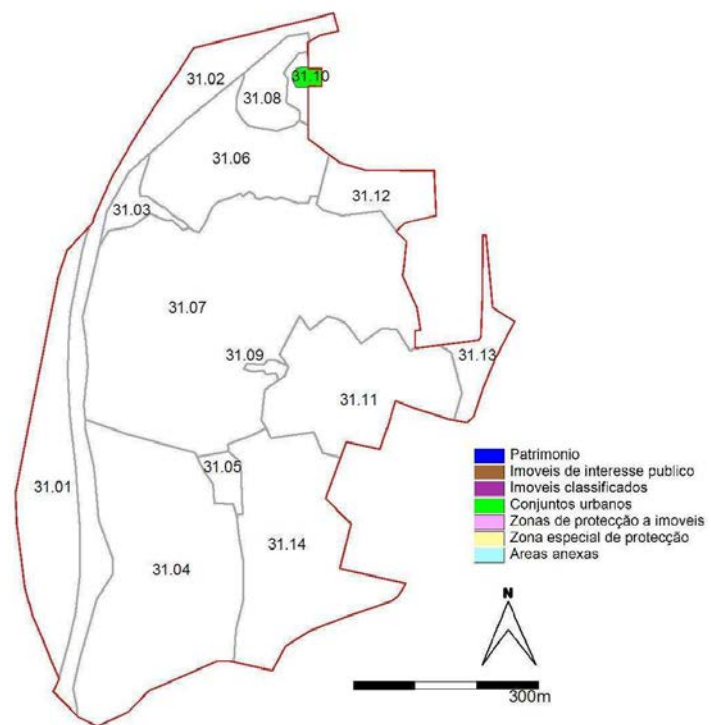 31.02
31.10
31.08
31.06
31.12
31.03
31.07
31.09
31.13
31.11
31.05
31.01
31.14
31.04
Patrimonio
Imoveis de interesse publico
Imoveis classificados
Conjuntos urbanos
Zonas de protecção a imoveis
Zona especial de protecção
Areas anexas
N
300m